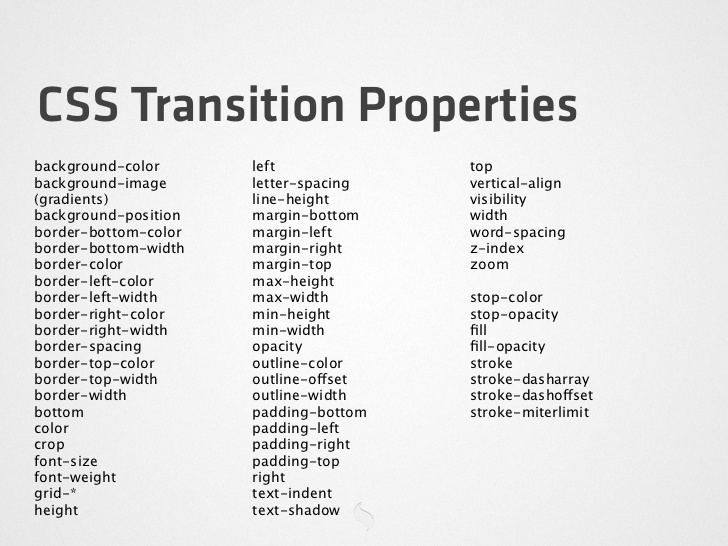 CSS Transition Properties
background-color
background-image
(gradients)
background-position
border-bottom-color
border-bottom-width
border-color
border-left-color
border-left-width
border-right-color
border-right-width
border-spacing
border-top-color
border-top-width
border-width
bottom
color
crop
font-size
font-weight
grid-*
height
left
letter-spacing
line-height
margin-bottom
margin-left
margin-right
margin-top
max-height
max-width
min-height
min-width
opacity
outline-color
outline-offset
outline-width
padding-bottom
padding-left
padding-right
padding-top
right
text-indent
text-shadow
top
vertical-align
visibility
width
word-spacing
z-index
zoom
stop-color
stop-opacity
fill
fill-opacity
stroke
stroke-dasharray
stroke-dashoffset
stroke-miterlimit